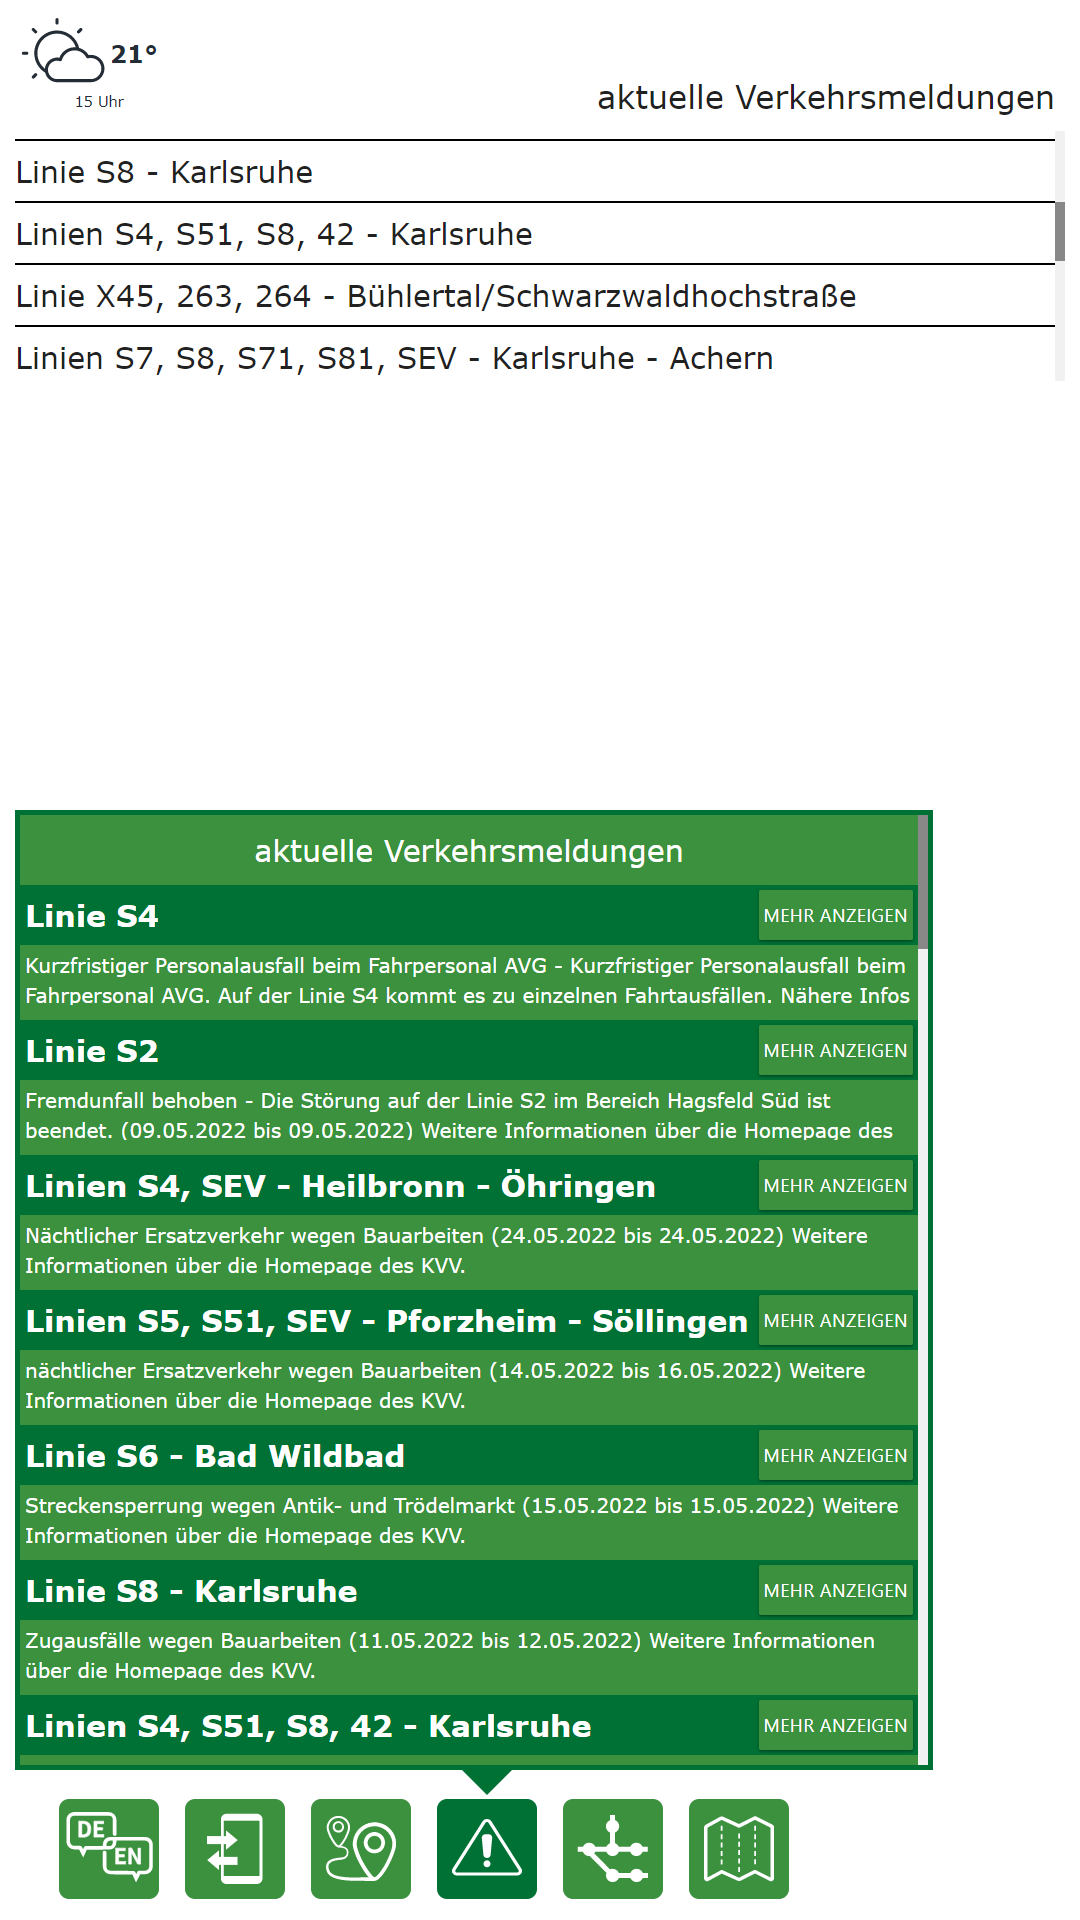 21°
15 Uhr
aktuelle Verkehrsmeldungen
Linie S8 - Karlsruhe
Linien S4, S51, S8, 42 - Karlsruhe
Linie X45, 263, 264 - Bühlertal/Schwarzwaldhochstraße
Linien S7, S8, S71, S81, SEV - Karlsruhe - Achern
aktuelle Verkehrsmeldungen
Linie S4
MEHR ANZEIGEN
Kurzfristiger Personalausfall beim Fahrpersonal AVG - Kurzfristiger Personalausfall beim
Fahrpersonal AVG. Auf der Linie S4 kommt es zu einzelnen Fahrtausfällen. Nähere Infos
Linie S2
MEHR ANZEIGEN
Fremdunfall behoben - Die Störung auf der Linie S2 im Bereich Hagsfeld Süd ist
beendet. (09.05.2022 bis 09.05.2022) Weitere Informationen über die Homepage des
Linien S4, SEV - Heilbronn - Öhringen
MEHR ANZEIGEN
Nächtlicher Ersatzverkehr wegen Bauarbeiten (24.05.2022 bis 24.05.2022) Weitere
Informationen über die Homepage des KVV.
Linien S5, S51, SEV - Pforzheim - Söllingen
MEHR ANZEIGEN
nächtlicher Ersatzverkehr wegen Bauarbeiten (14.05.2022 bis 16.05.2022) Weitere
Informationen über die Homepage des KVV.
Linie S6 - Bad Wildbad
MEHR ANZEIGEN
Streckensperrung wegen Antik- und Trödelmarkt (15.05.2022 bis 15.05.2022) Weitere
Informationen über die Homepage des KVV.
Linie S8 - Karlsruhe
MEHR ANZEIGEN
Zugausfälle wegen Bauarbeiten (11.05.2022 bis 12.05.2022) Weitere Informationen
über die Homepage des KVV.
Linien S4, S51, S8, 42 - Karlsruhe
MEHR ANZEIGEN
DE
EN